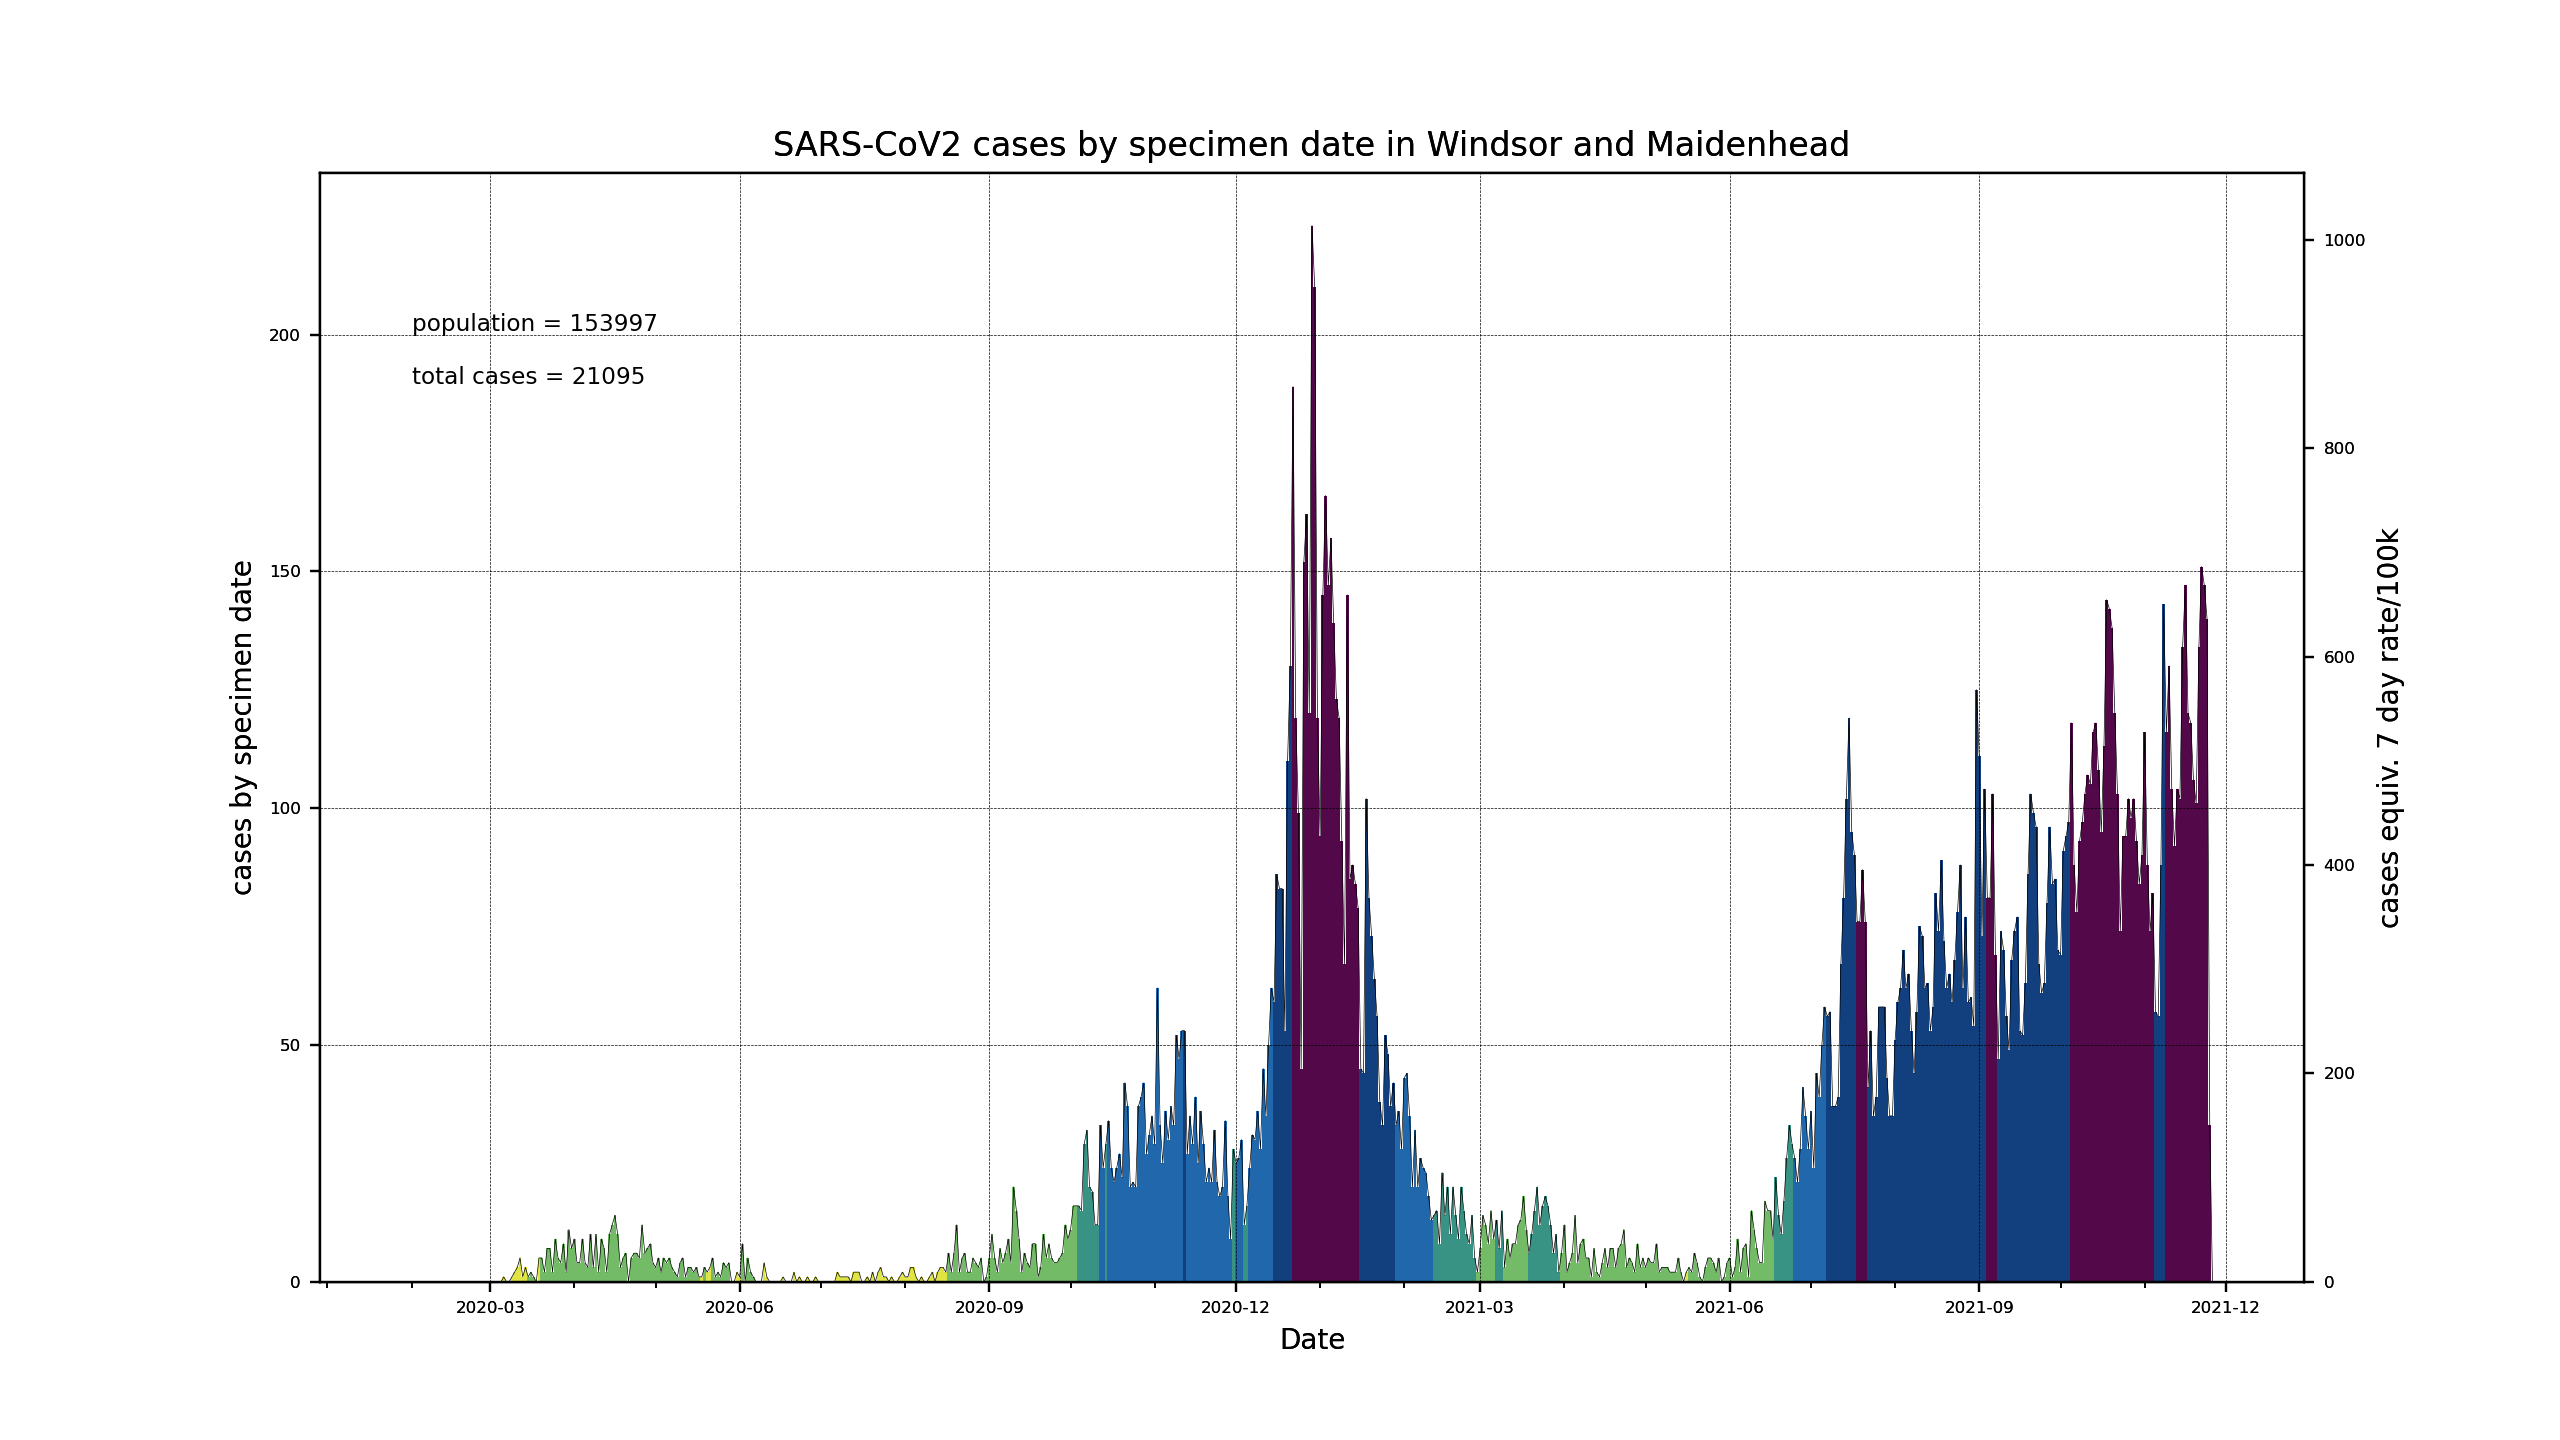 SARS-CoV2 cases by specimen date in Windsor and Maidenhead
population = 153997
total cases = 21095
cases by specimen date
200
150
100
50
0
1000
800
600
400
200
0
cases equiv. 7 day rate/100k
2020-03 2020-06 2020-09 2020-12 2021-03 2021-06 2021-09 2021-12
Date